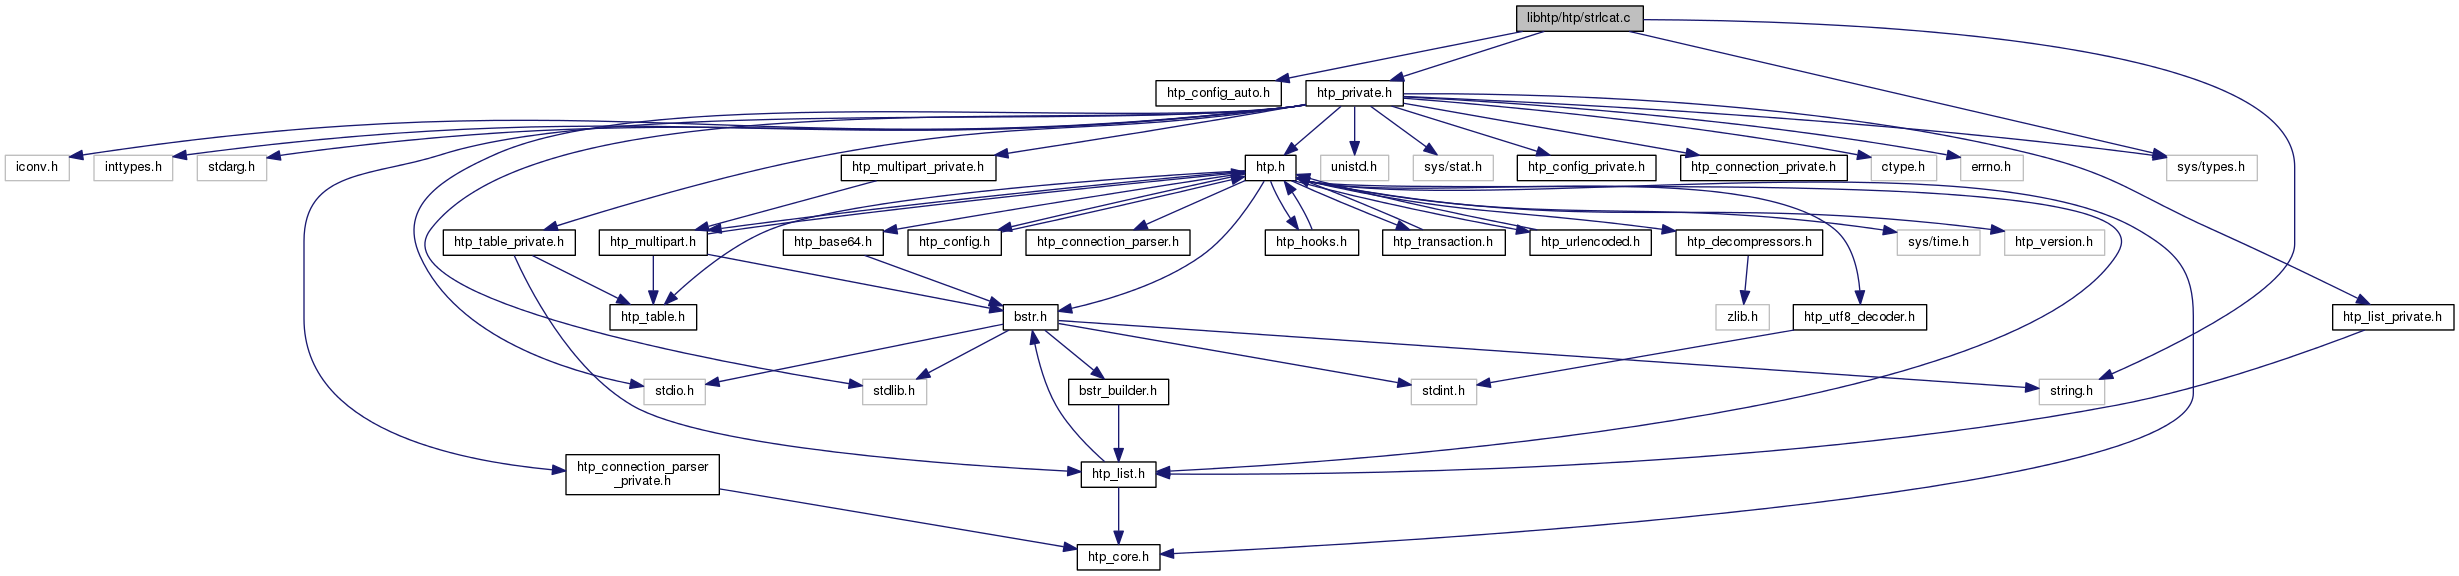 libhtp/htp/strlcat.c
htp_config_auto.h
htp_private.h
iconv.h
inttypes.h
stdarg.h
htp_multipart_private.h
htp.h
unistd.h
sys/stat.h
htp_config_private.h
htp_connection_private.h
ctype.h
errno.h
sys/types.h
htp_table_private.h
htp_multipart.h
htp_base64.h
htp_config.h
htp_connection_parser.h
htp_hooks.h
htp_transaction.h
htp_urlencoded.h
htp_decompressors.h
sys/time.h
htp_version.h
htp_table.h
bstr.h
zlib.h
htp_utf8_decoder.h
htp_list_private.h
stdio.h
stdlib.h
bstr_builder.h
stdint.h
string.h
htp_connection_parser
_private.h
htp_list.h
htp_core.h